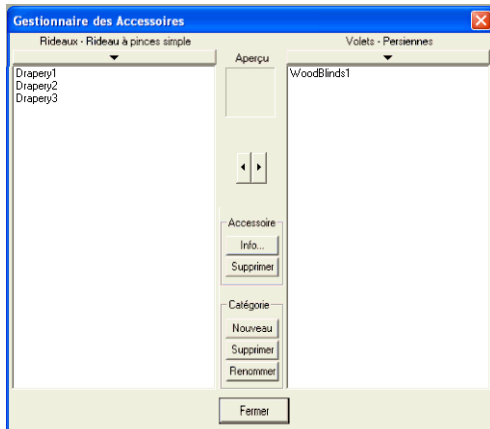 Gestionnaire des Accessoires
Rideaux - Rideau à pinces simple
Drapery1
Drapery2
Drapery3
Aperçu
Accessoire
Info...
Supprimer
Catégorie
Nouveau
Supprimer
Renommer
Volets - Persiennes
WoodBlinds1
Fermer